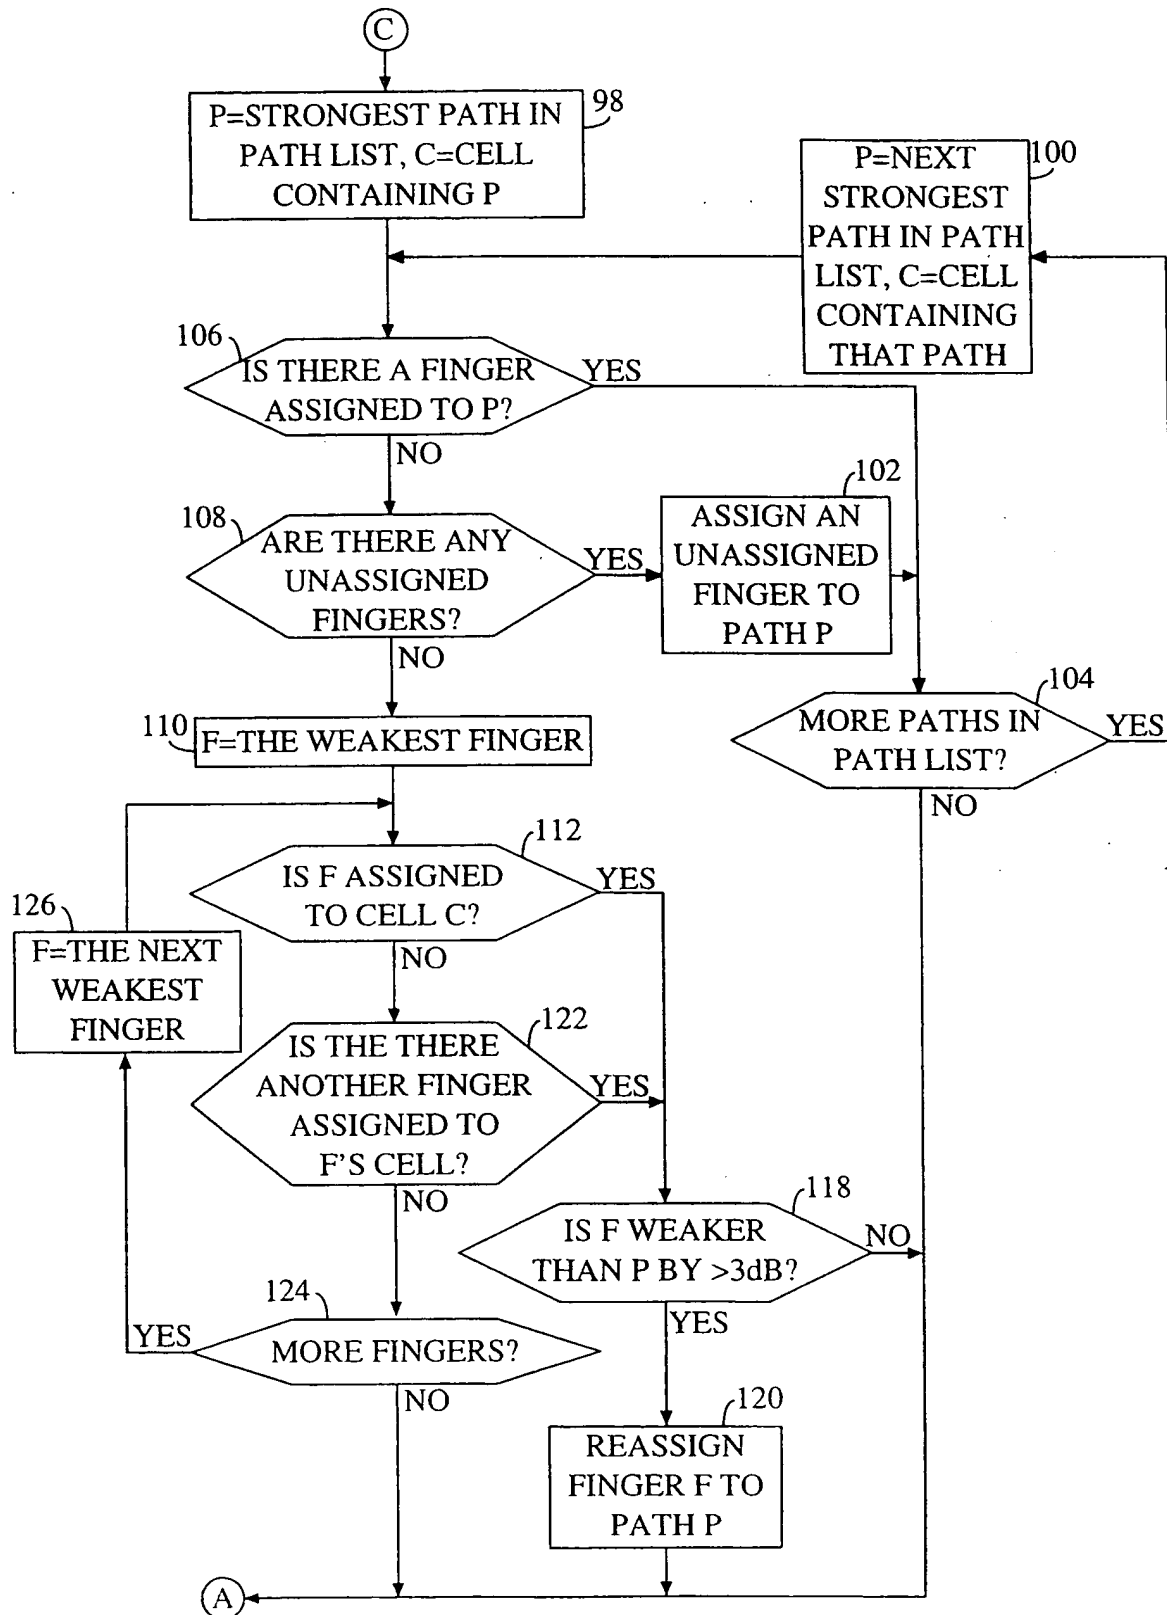 C
98
P=STRONGEST PATH IN
PATH LIST, C=CELL
CONTAINING P
100
P=NEXT
STRONGEST
PATH IN PATH
LIST, C=CELL
CONTAINING
THAT PATH
106
IS THERE A FINGER
ASSIGNED TO P?
YES
NO
108
ARE THERE ANY
UNASSIGNED
FINGERS?
YES
NO
102
ASSIGN AN
UNASSIGNED
FINGER TO
PATH P
104
MORE PATHS IN
PATH LIST?
YES
NO
110
F=THE WEAKEST FINGER
112
IS F ASSIGNED
TO CELL C?
YES
NO
126
F=THE NEXT
WEAKEST
FINGER
122
IS THE THERE
ANOTHER FINGER
ASSIGNED TO
F'S CELL?
YES
NO
118
IS F WEAKER
THAN P BY >3dB?
NO
YES
124
MORE FINGERS?
YES
NO
120
REASSIGN
FINGER F TO
PATH P
A